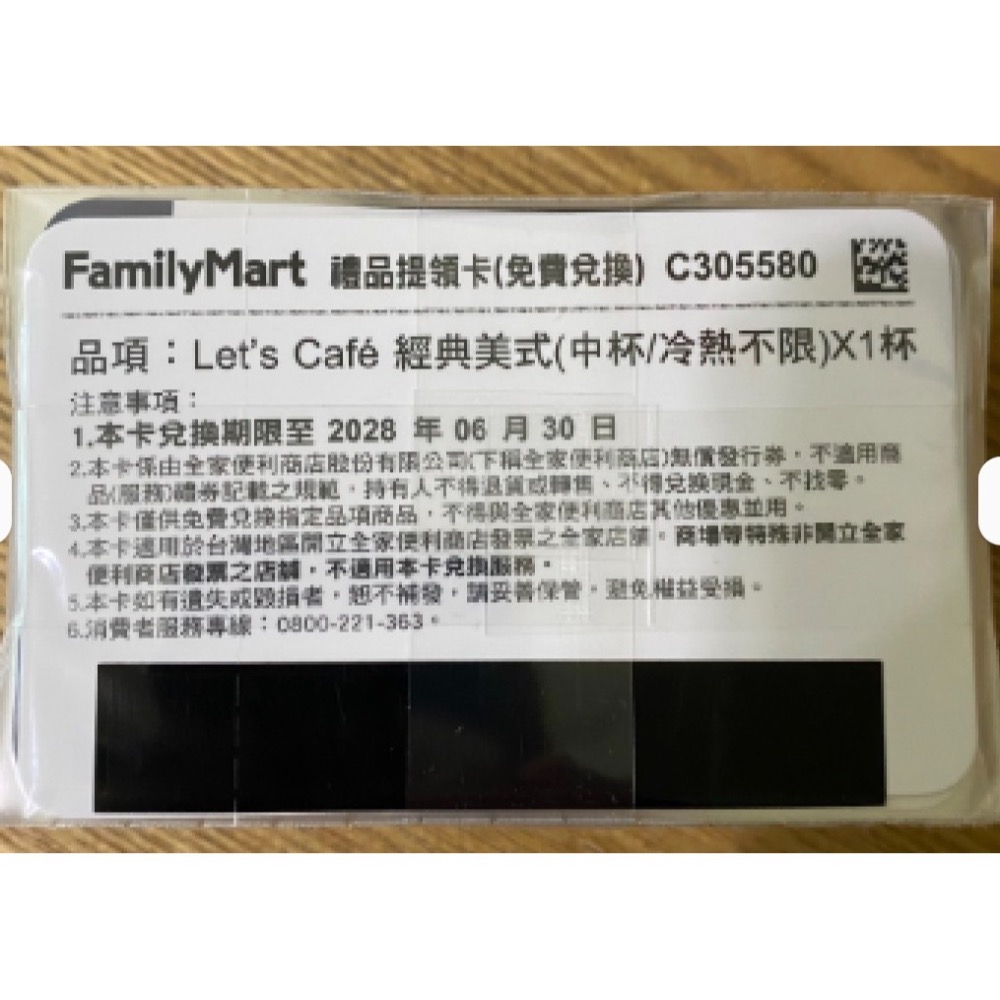 FamilyMart 禮品提領卡(免費兌換) C305580
品項：Let's Café 經典美式(中杯/冷熱不限)X1杯
注意事項：
1.本卡兌換期限至 2028 年 06 月 30 日
2.本卡係由全家便利商店股份有限公司(下稱全家便利商店)無償發行券，不適用商
品(服務)禮券記載之規範，持有人不得退貨或轉售、不得兌換現金、不找零。
3.本卡僅供免費兌換指定品項商品，不得與全家便利商店其他優惠並用。
4.本卡適用於台灣地區開立全家便利商店發票之全家店舖，商場等特殊非開立全家
便利商店發票之店舖，不適用本卡兌換服務。
5.本卡如有遺失或毀損者，恕不補發，請妥善保管，避免權益受損。
6.消費者服務專線：0800-221-363。